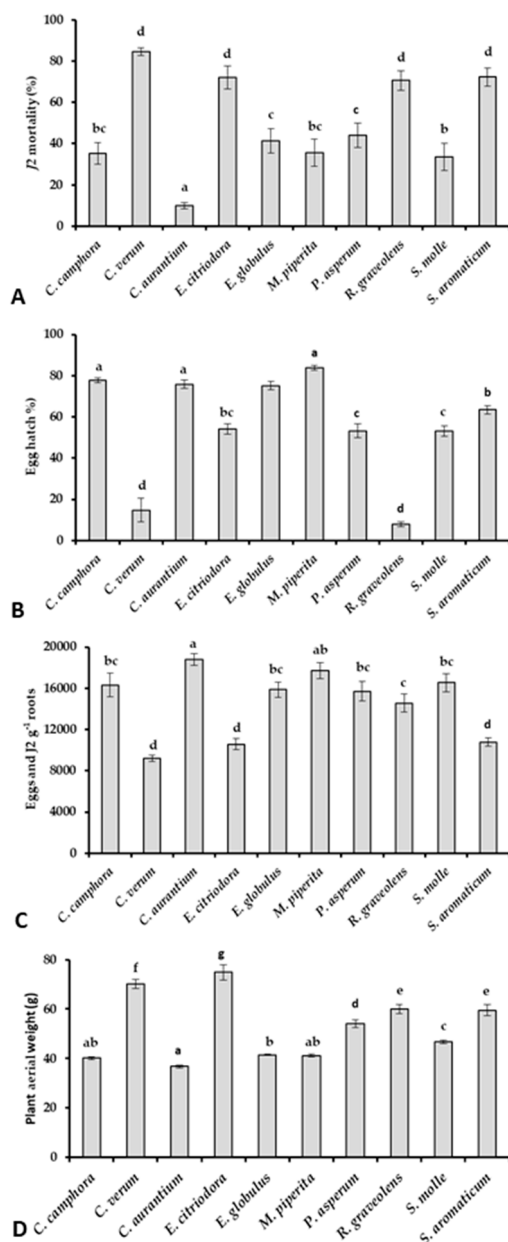 J2 mortality (%)
100
80
60
40
20
0
bc
d
a
d
c
bc
c
d
b
d
C. camphora
C. verum
C. aurantium
E. citriodora
E. globulus
M. piperita
P. asperum
R. graveolens
S. molle
S. aromaticum
A
Egg hatch %)
100
80
60
40
20
0
a
d
a
bc
a
c
d
c
b
C. camphora
C. verum
C. aurantium
E. citriodora
E. globulus
M. piperita
P. asperum
R. graveolens
S. molle
S. aromaticum
B
Eggs and J2 g-1 roots
20000
16000
12000
8000
4000
0
bc
d
a
d
bc
ab
bc
c
bc
d
C. camphora
C. verum
C. aurantium
E. citriodora
E. globulus
M. piperita
P. asperum
R. graveolens
S. molle
S. aromaticum
C
Plant aerial weight (g)
80
60
40
20
0
ab
f
a
g
b
ab
d
e
c
e
C. camphora
C. verum
C. aurantium
E. citriodora
E. globulus
M. piperita
P. asperum
R. graveolens
S. molle
S. aromaticum
D